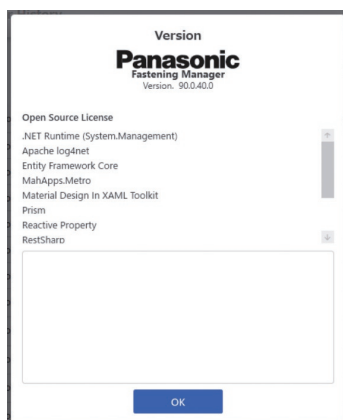 History
Version
Panasonic
Fastening Manager
Version. 90.0.40.0
Open Source License
.NET Runtime (System.Management)
Apache log4net
Entity Framework Core
MahApps.Metro
Material Design In XAML Toolkit
Prism
Reactive Property
RestSharp
OK